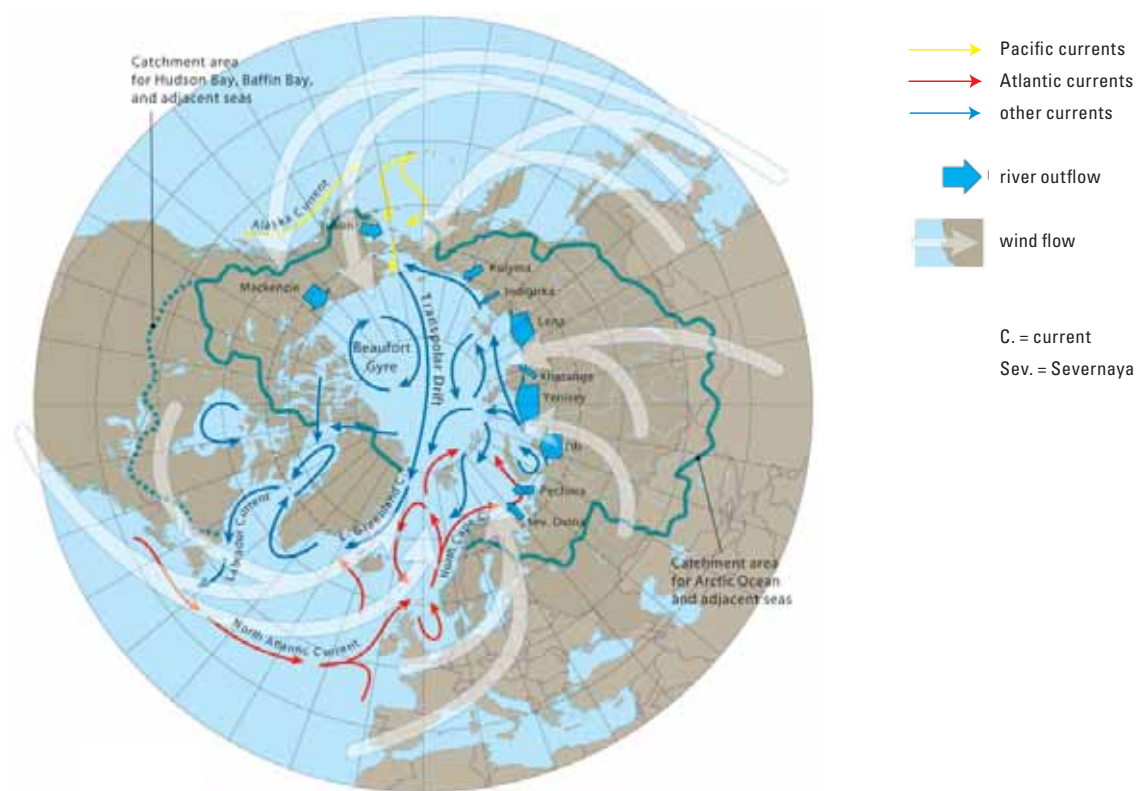 Catchment area
for Hudson Bay, Baffin Bay,
and adjacent seas
Alaska Current
Yukon
Mackenzie
Kolyma
Indigirka
Lena
Khatanga
Yenisey
Ob
Pechora
Sev. Dvina
Transpolar Drift
Beaufort
Gyre
E. Greenland C.
North Cape C.
Labrador Current
North Atlantic Current
Catchment area
for Arctic Ocean
and adjacent seas
Pacific currents
Atlantic currents
other currents
river outflow
wind flow
C. = current
Sev. = Severnaya